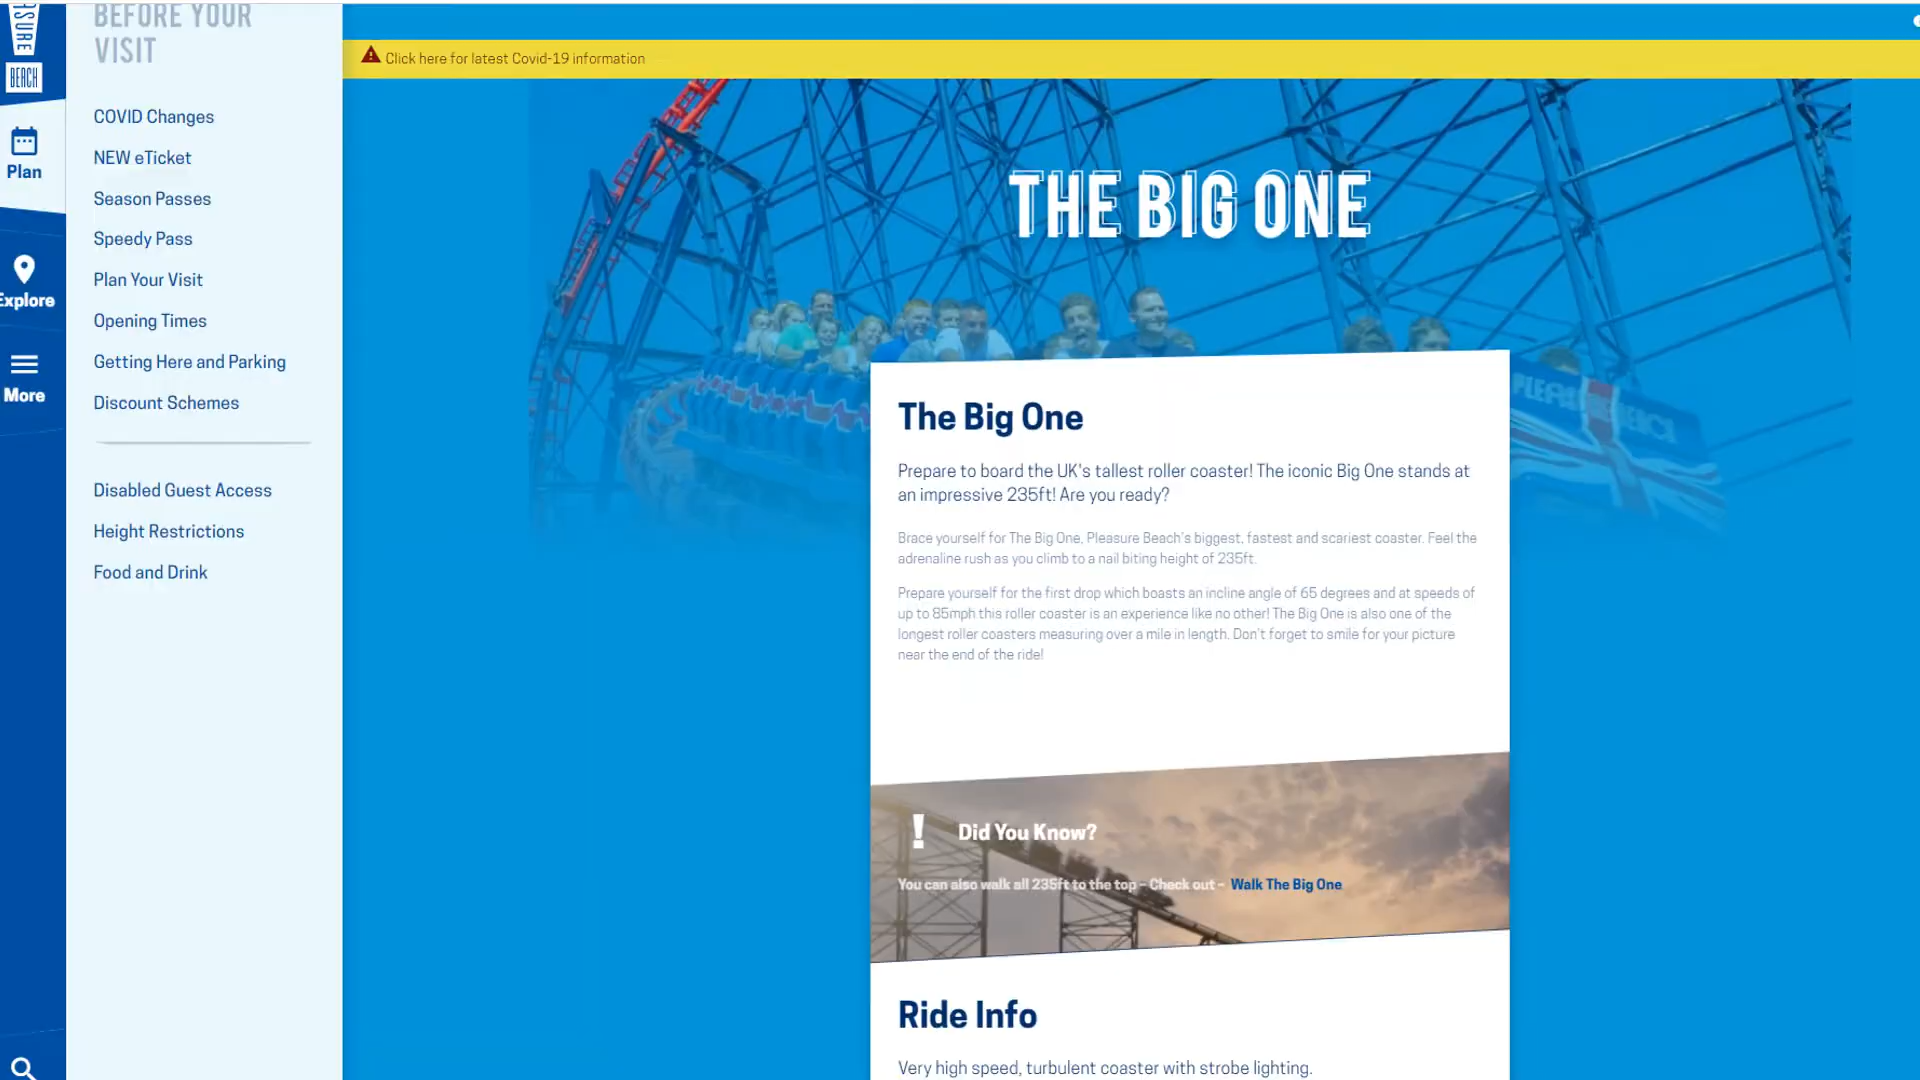 BEACH
Plan
Explore
More
BEFORE YOUR
VISIT
COVID Changes
NEW eTicket
Season Passes
Speedy Pass
Plan Your Visit
Opening Times
Getting Here and Parking
Discount Schemes
Disabled Guest Access
Height Restrictions
Food and Drink
Click here for latest Covid-19 information
THE BIG ONE
The Big One
Prepare to board the UK's tallest roller coaster! The iconic Big One stands at
an impressive 235ft! Are you ready?
Brace yourself for The Big One, Pleasure Beach's biggest, fastest and scariest coaster. Feel the
adrenaline rush as you climb to a nail biting height of 235ft.
Prepare yourself for the first drop which boasts an incline angle of 65 degrees and at speeds of
up to 85mph this roller coaster is an experience like no other! The Big One is also one of the
longest roller coasters measuring over a mile in length. Don't forget to smile for your picture
near the end of the ride!
! Did You Know?
You can also walk all 235ft to the top – Check out – Walk The Big One
Ride Info
Very high speed, turbulent coaster with strobe lighting.